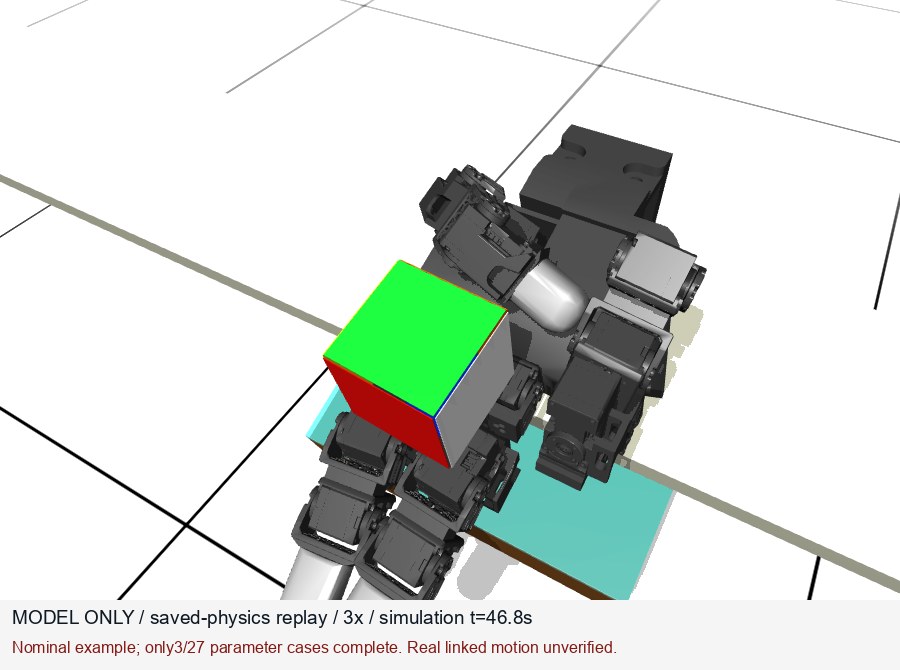 MODEL ONLY / saved-physics replay / 3x / simulation t=46.8s
Nominal example; only3/27 parameter cases complete. Real linked motion unverified.